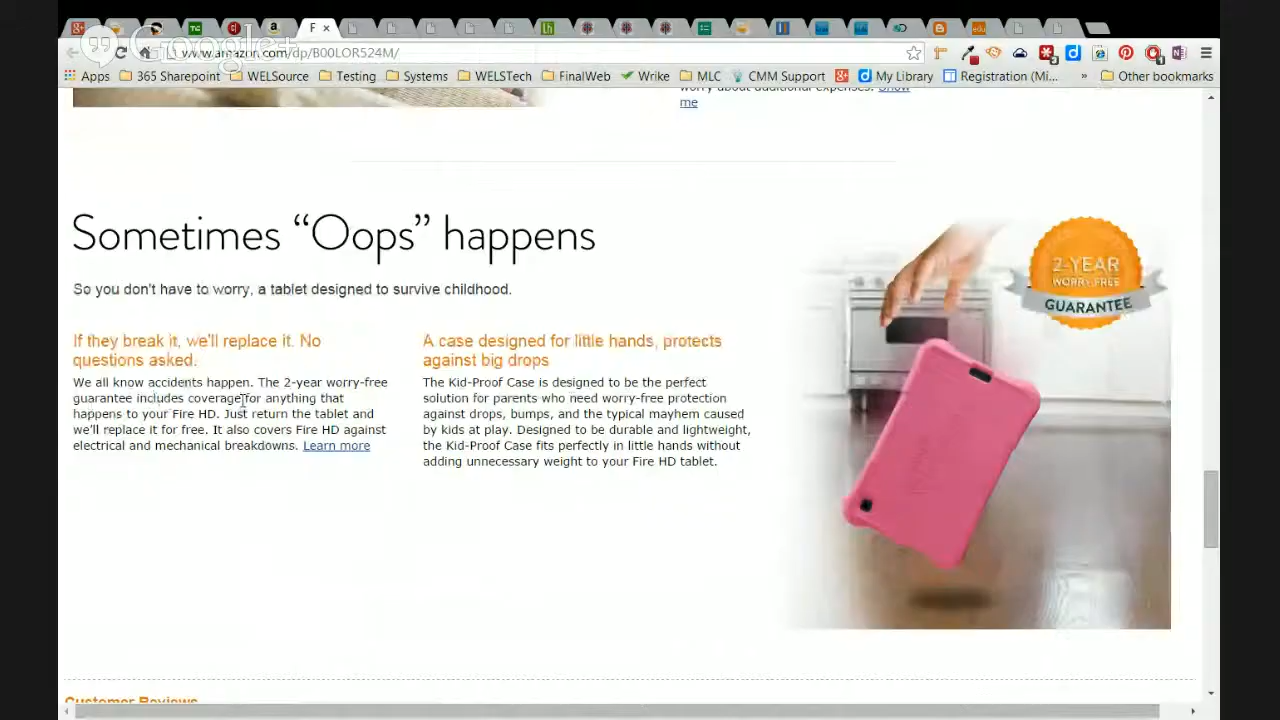 Google+
www.amazon.com/dp/B00LOR524M/
Apps 365 Sharepoint WELSource Testing Systems WELSTech FinalWeb Wrike MLC CMM Support My Library Registration (Mi... » Other bookmarks
worry about additional expenses. Show
me
Sometimes “Oops” happens
So you don't have to worry, a tablet designed to survive childhood.
If they break it, we'll replace it. No
questions asked.
We all know accidents happen. The 2-year worry-free
guarantee includes coverage for anything that
happens to your Fire HD. Just return the tablet and
we'll replace it for free. It also covers Fire HD against
electrical and mechanical breakdowns. Learn more
A case designed for little hands, protects
against big drops
The Kid-Proof Case is designed to be the perfect
solution for parents who need worry-free protection
against drops, bumps, and the typical mayhem caused
by kids at play. Designed to be durable and lightweight,
the Kid-Proof Case fits perfectly in little hands without
adding unnecessary weight to your Fire HD tablet.
2-YEAR
WORRY-FREE
GUARANTEE
Customer Reviews